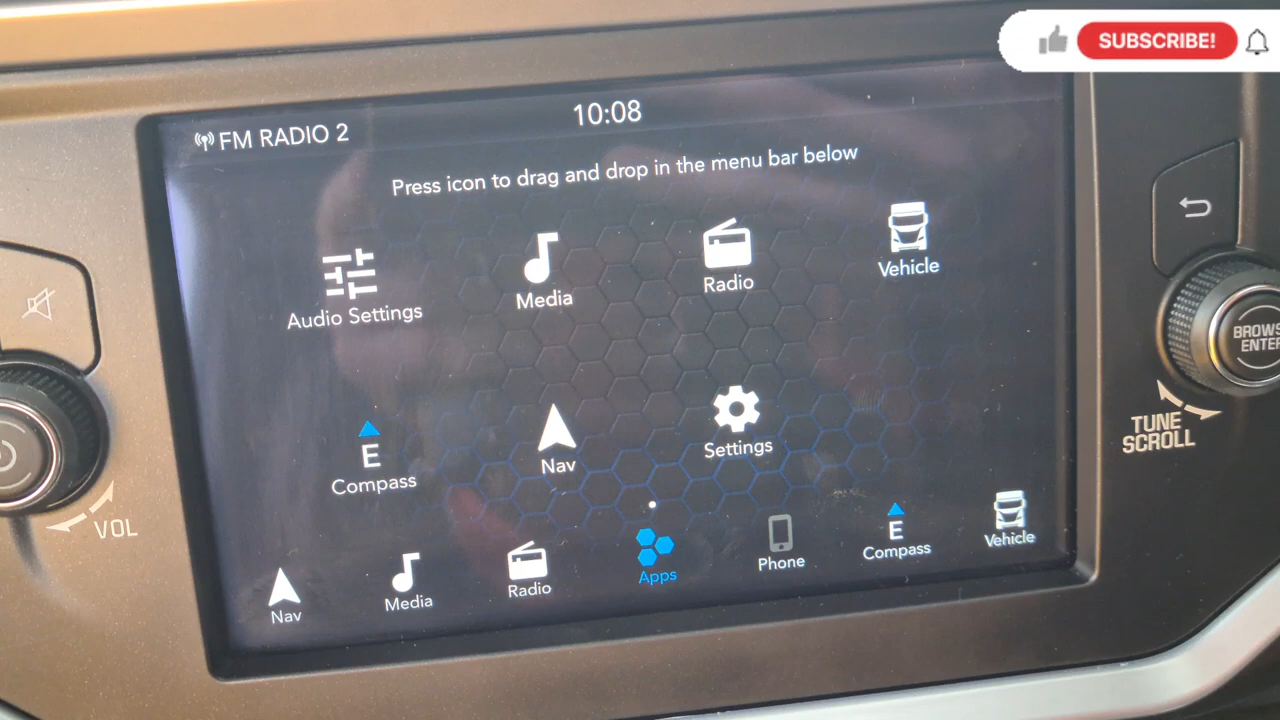 SUBSCRIBE!
FM RADIO 2
10:08
Press icon to drag and drop in the menu bar below
Audio Settings
Media
Radio
Vehicle
E
Compass
Nav
Settings
Nav
Media
Radio
Apps
Phone
E
Compass
Vehicle
VOL
BROWS
ENTER
TUNE
SCROLL